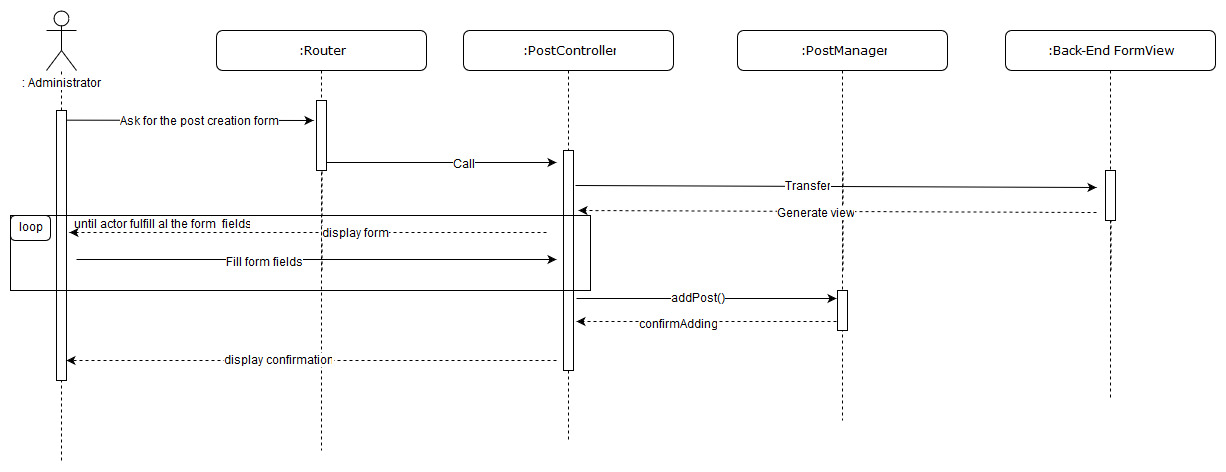 :Router
:PostController
:PostManager
:Back-End FormView
: Administrator
Ask for the post creation form
Call
Transfer
Generate view
loop
until actor fulfill al the form fields
display form
Fill form fields
addPost()
confirmAdding
display confirmation